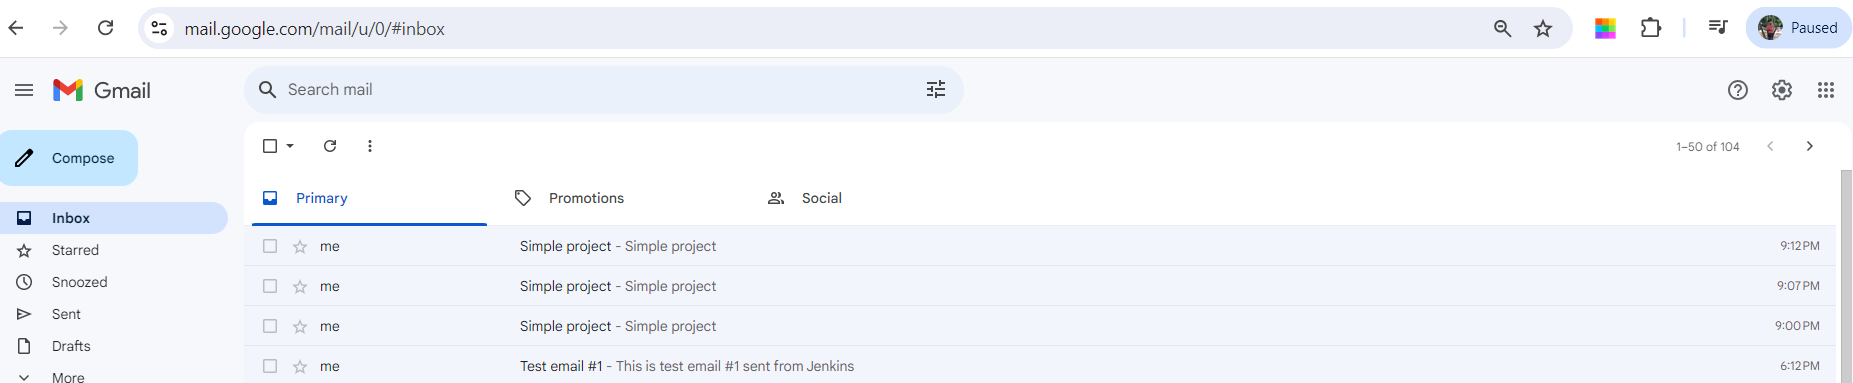 mail.google.com/mail/u/0/#inbox
Paused
Gmail
Search mail
Compose
1–50 of 104
Primary
Promotions
Social
Inbox
Starred
Snoozed
Sent
Drafts
More
me Simple project - Simple project 9:12 PM
me Simple project - Simple project 9:07 PM
me Simple project - Simple project 9:00 PM
me Test email #1 - This is test email #1 sent from Jenkins 6:12 PM